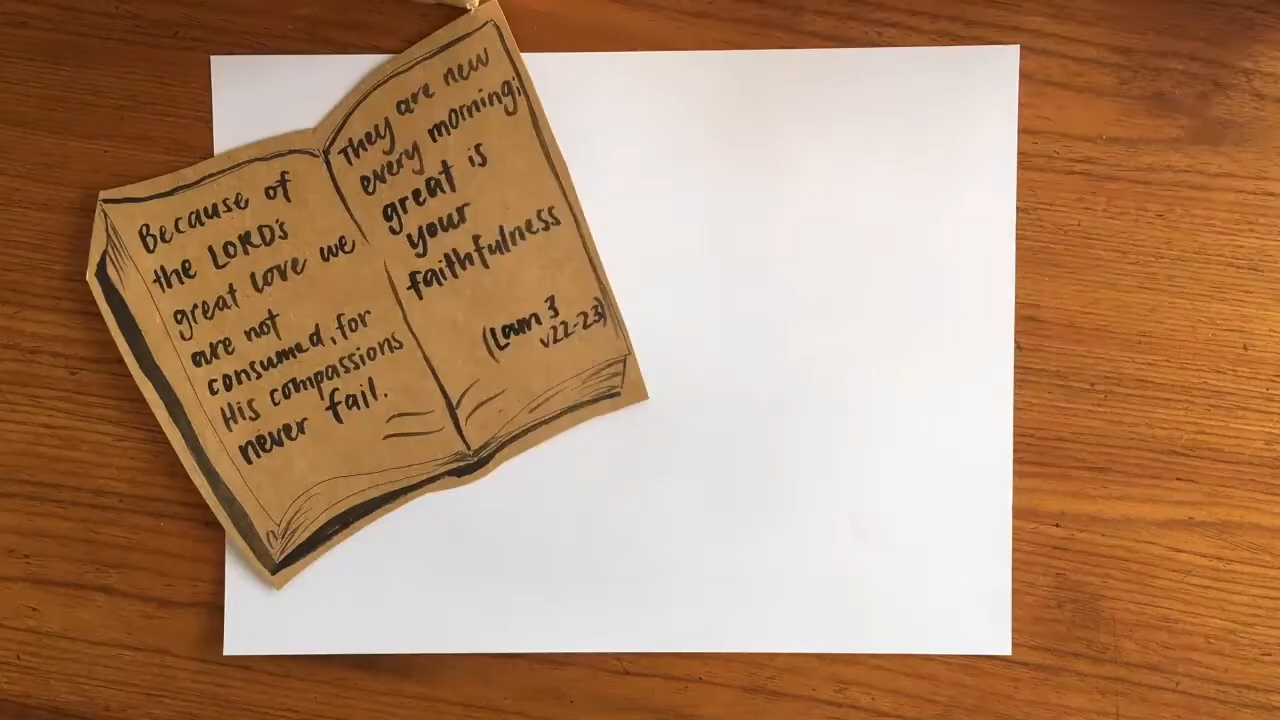 Because of
the LORD's
great love we
are not
consumed, for
His compassions
never fail.
They are new
every morning;
great is
your
faithfulness
(Lam 3
v22-23)